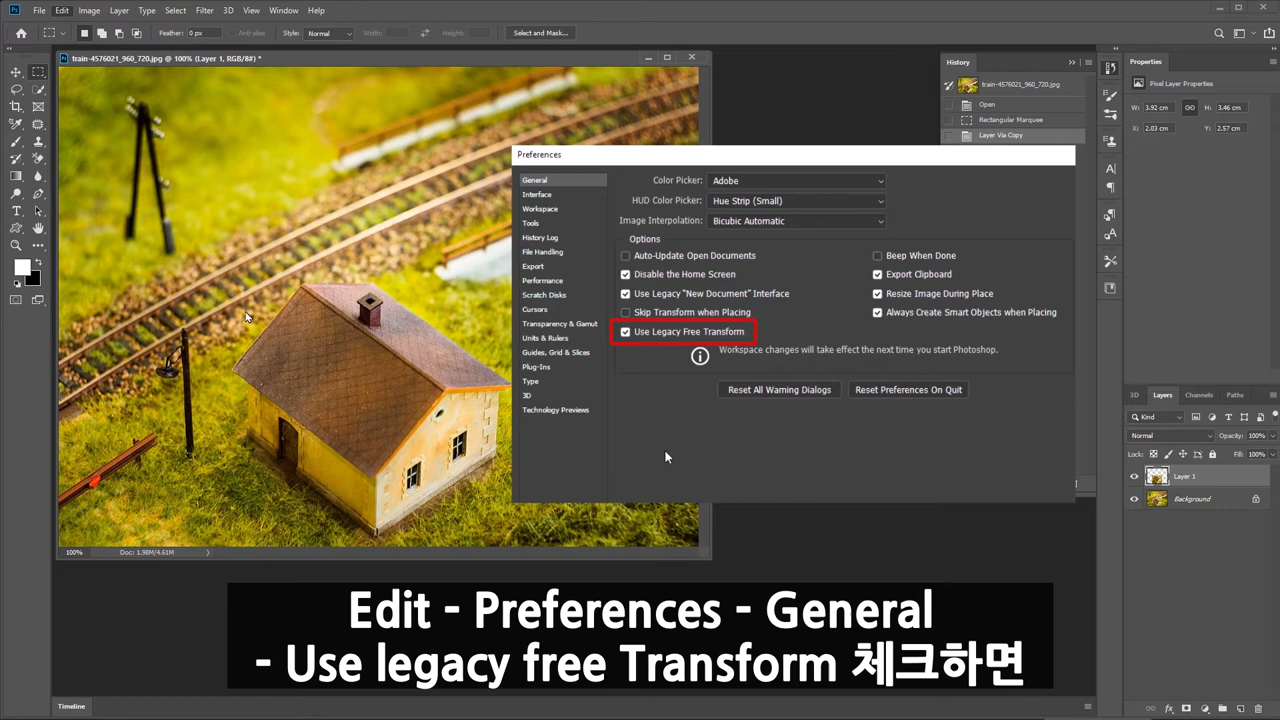 Ps File Edit Image Layer Type Select Filter 3D View Window Help
Feather: 0 px Anti-alias Style: Normal Width: Height: Select and Mask...
train-4576021_960_720.jpg @ 100% (Layer 1, RGB/8#) *
History
train-4576021_960_720.jpg
Open
Rectangular Marquee
Layer Via Copy
Properties
Pixel Layer Properties
W: 3.92 cm H: 3.46 cm
X: 2.03 cm Y: 2.57 cm
Preferences
General
Interface
Workspace
Tools
History Log
File Handling
Export
Performance
Scratch Disks
Cursors
Transparency & Gamut
Units & Rulers
Guides, Grid & Slices
Plug-Ins
Type
3D
Technology Previews
Color Picker: Adobe
HUD Color Picker: Hue Strip (Small)
Image Interpolation: Bicubic Automatic
Options
Auto-Update Open Documents
Beep When Done
Disable the Home Screen
Export Clipboard
Use Legacy "New Document" Interface
Resize Image During Place
Skip Transform when Placing
Always Create Smart Objects when Placing
Use Legacy Free Transform
Workspace changes will take effect the next time you start Photoshop.
Reset All Warning Dialogs
Reset Preferences On Quit
3D Layers Channels Paths
Kind
Normal Opacity: 100%
Lock: Fill: 100%
Layer 1
Background
100% Doc: 1.98M/4.61M
Edit - Preferences - General
- Use legacy free Transform 체크하면
Timeline